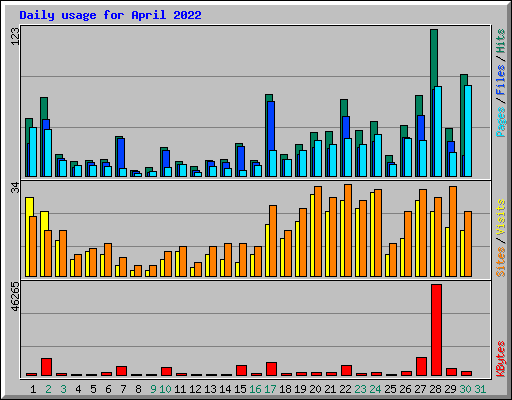 Daily usage for April 2022
123
Pages / Files / Hits
34
Sites / Visits
46265
KBytes
1 2 3 4 5 6 7 8 9 10 11 12 13 14 15 16 17 18 19 20 21 22 23 24 25 26 27 28 29 30 31